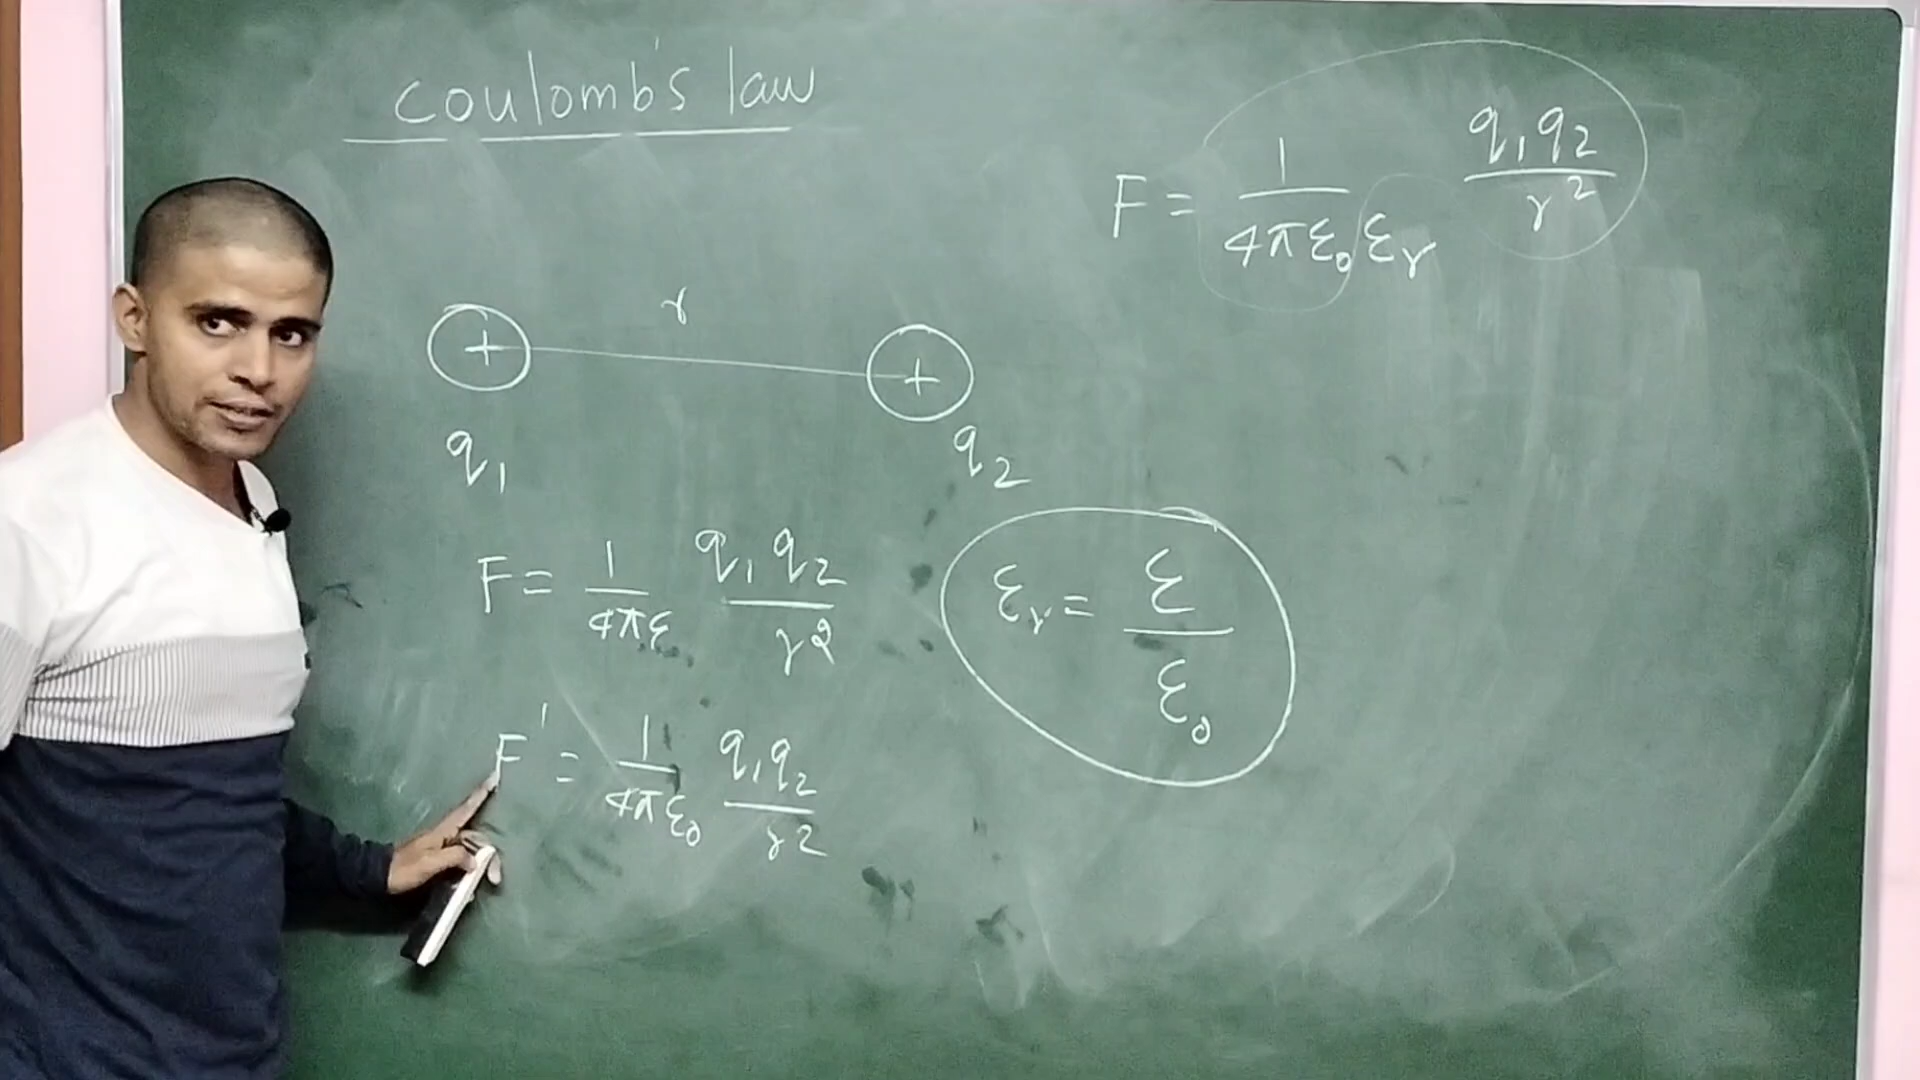 Coulomb's law
F = 1/4πε₀εᵣ q₁q₂/r²
r
+ +
q₁ q₂
F = 1/4πε q₁q₂/r²
εᵣ = ε/ε₀
F' = 1/4πε₀ q₁q₂/r²